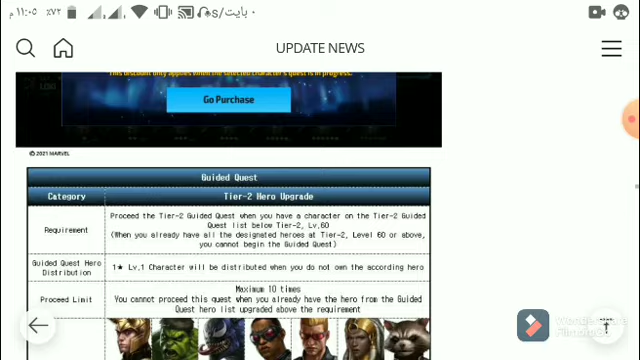 ٠ بايت/s ٪٧٢ ١١:٠٥ م
UPDATE NEWS
This discount only applies when the selected character's quest is in progress.
Go Purchase
© 2021 MARVEL
Guided Quest
Category Tier-2 Hero Upgrade
Requirement
Proceed the Tier-2 Guided Quest when you have a character on the Tier-2 Guided
Quest list below Tier-2, Lv.60
(When you already have all the designated heroes at Tier-2, Level 60 or above,
you cannot begin the Guided Quest)
Guided Quest Hero
Distribution
1★ Lv.1 Character will be distributed when you do not own the according hero
Proceed Limit
Maximum 10 times
You cannot proceed this quest when you already have the hero from the Guided
Quest hero list upgraded above the requirement
Wondershare
FilmoraGo